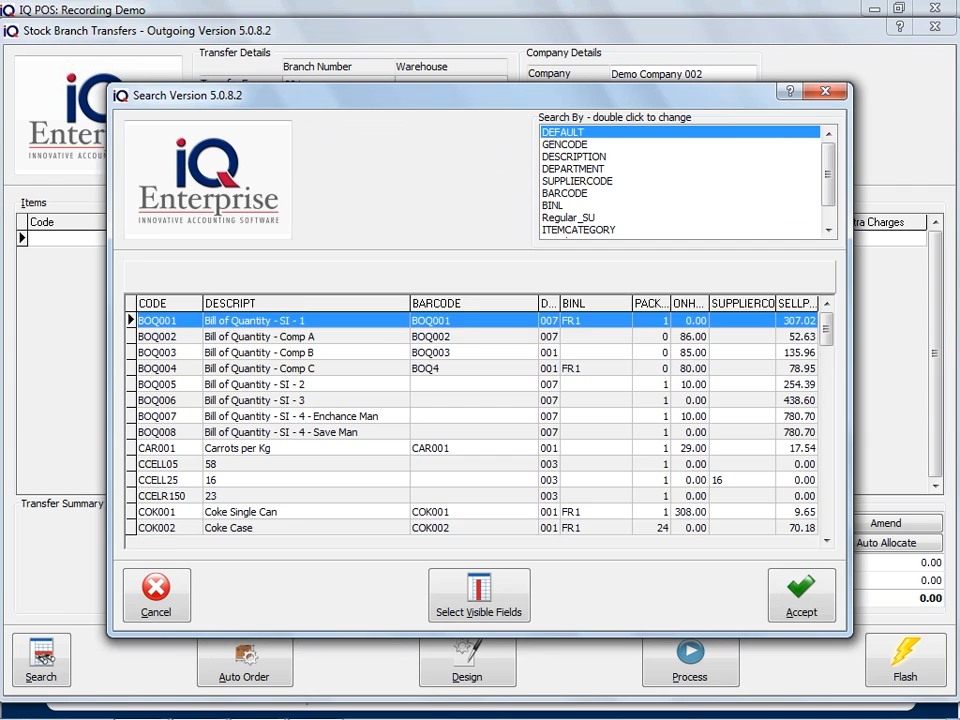 IQ POS: Recording Demo
Stock Branch Transfers - Outgoing Version 5.0.8.2
Transfer Details
Branch Number Warehouse
Company Details
Company Demo Company 002
iQ
Enter
INNOVATIVE ACCOU
Items
Code
tra Charges
Transfer Summary
Amend
Auto Allocate
0.00
0.00
0.00
Search
Auto Order
Design
Process
Flash
Search Version 5.0.8.2
iQ
Enterprise
INNOVATIVE ACCOUNTING SOFTWARE
Search By - double click to change
DEFAULT
GENCODE
DESCRIPTION
DEPARTMENT
SUPPLIERCODE
BARCODE
BINL
Regular_SU
ITEMCATEGORY
CODE DESCRIPT BARCODE D... BINL PACK... ONH... SUPPLIERCO SELLP...
BOQ001 Bill of Quantity - SI - 1 BOQ001 007 FR1 1 0.00 307.02
BOQ002 Bill of Quantity - Comp A BOQ002 007 0 86.00 52.63
BOQ003 Bill of Quantity - Comp B BOQ003 001 0 85.00 135.96
BOQ004 Bill of Quantity - Comp C BOQ4 001 FR1 0 80.00 78.95
BOQ005 Bill of Quantity - SI - 2 007 1 10.00 254.39
BOQ006 Bill of Quantity - SI - 3 007 1 0.00 438.60
BOQ007 Bill of Quantity - SI - 4 - Enchance Man 007 1 10.00 780.70
BOQ008 Bill of Quantity - SI - 4 - Save Man 007 1 0.00 780.70
CAR001 Carrots per Kg CAR001 001 1 29.00 17.54
CCELL05 58 003 1 0.00 0.00
CCELL25 16 003 1 0.00 16 0.00
CCELR150 23 003 1 0.00 0.00
COK001 Coke Single Can COK001 001 FR1 1 308.00 9.65
COK002 Coke Case COK002 001 FR1 24 0.00 70.18
Cancel
Select Visible Fields
Accept